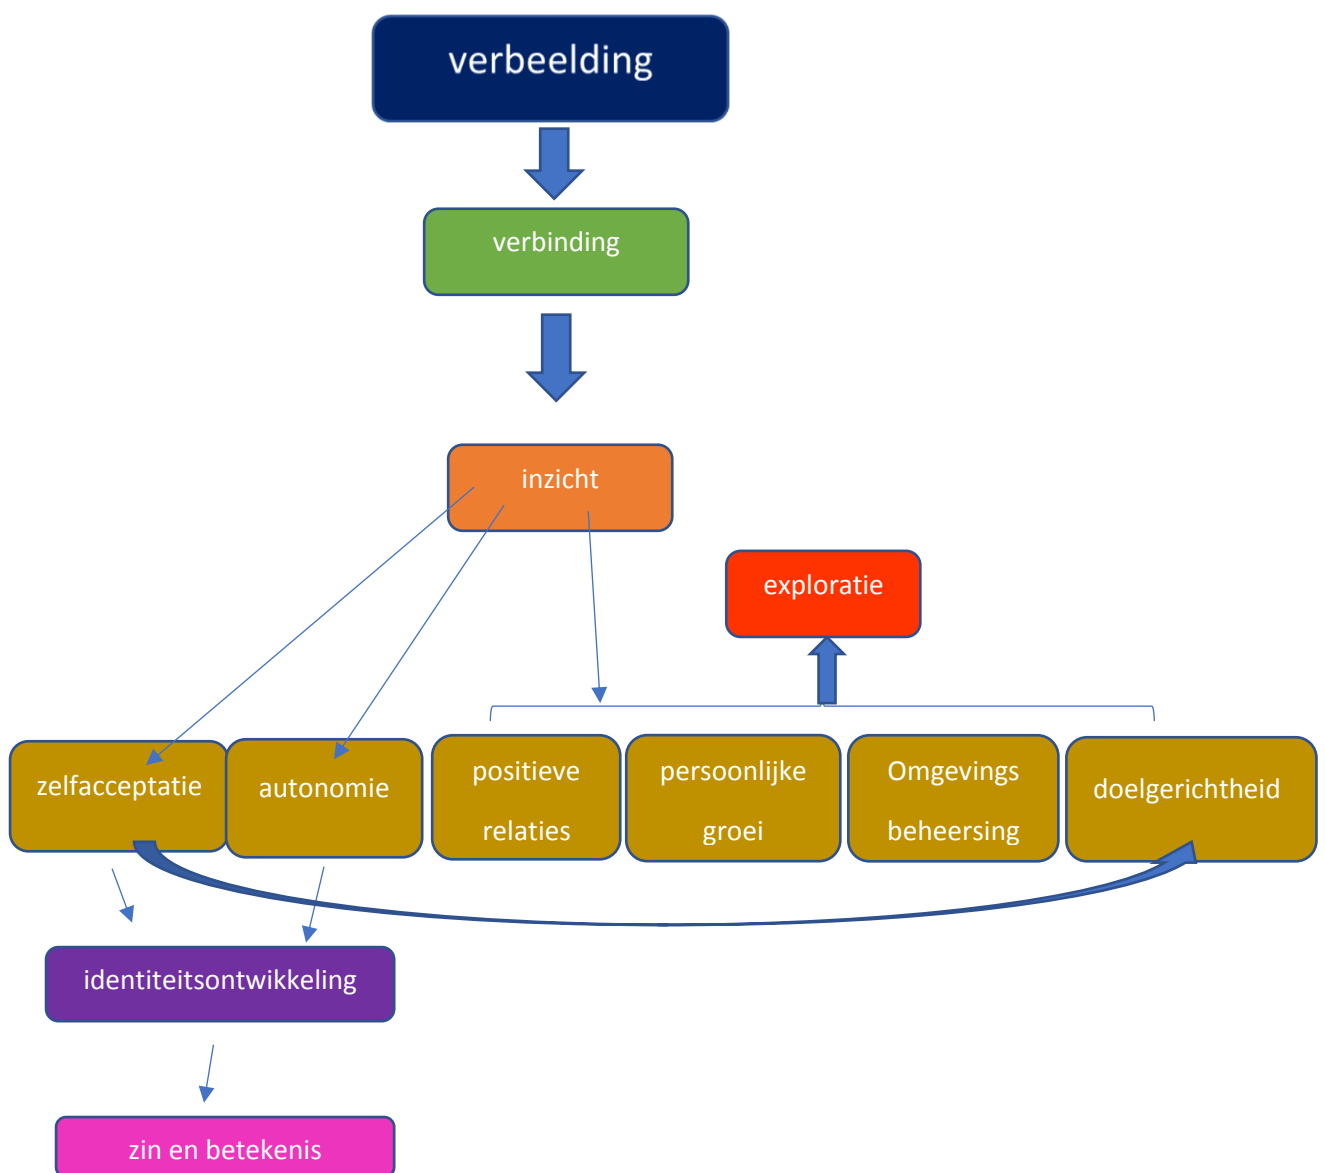 verbeelding
verbinding
inzicht
exploratie
zelfacceptatie
autonomie
positieve
relaties
persoonlijke
groei
Omgevings
beheersing
doelgerichtheid
identiteitsontwikkeling
zin en betekenis